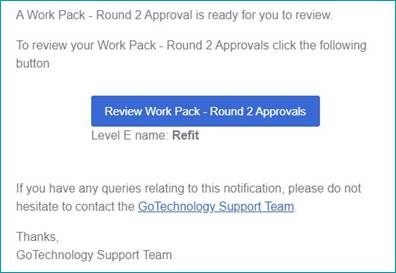 A Work Pack - Round 2 Approval is ready for you to review.
To review your Work Pack - Round 2 Approvals click the following
button
Review Work Pack - Round 2 Approvals
Level E name: Refit
If you have any queries relating to this notification, please do not
hesitate to contact the GoTechnology Support Team.
Thanks,
GoTechnology Support Team